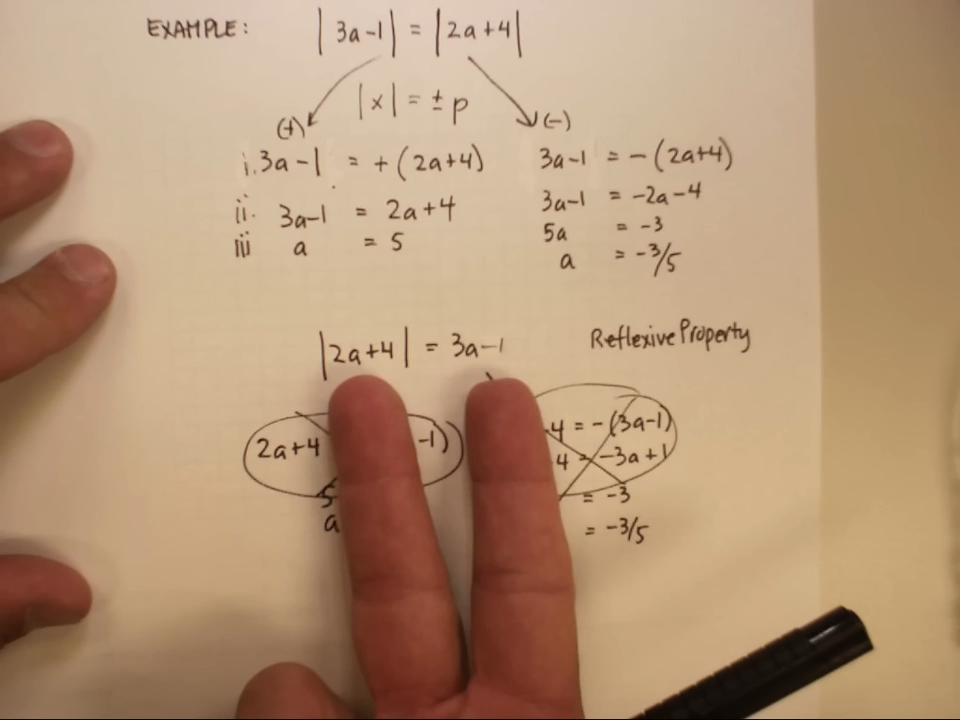 EXAMPLE: |3a-1| = |2a+4|
|x| = ± p
(+) (-)
i. 3a-1 = +(2a+4) 3a-1 = -(2a+4)
ii. 3a-1 = 2a+4 3a-1 = -2a-4
iii a = 5 5a = -3
a = -3/5
|2a+4| = 3a-1 Reflexive Property
2a+4 -1) 4 = -(3a-1)
4 = -3a+1
5 = -3
a = -3/5